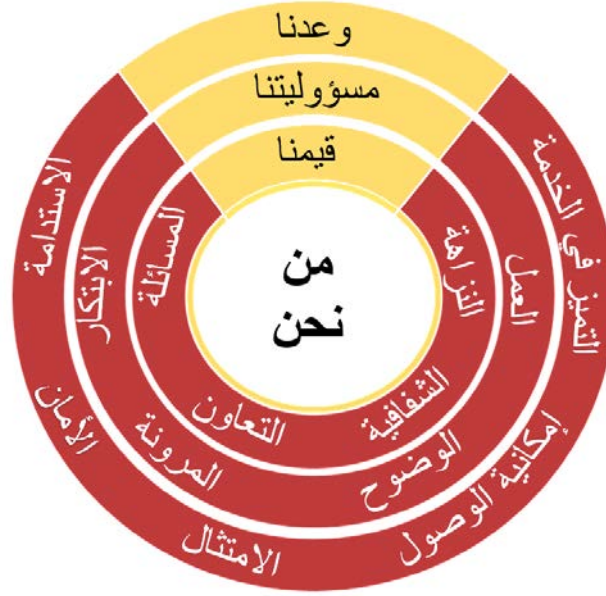 وعدنا
مسؤوليتنا
قيمنا
من
نحن
التميز في الخدمة
إمكانية الوصول
الامتثال
الأمان
الاستدامة
العمل
الوضوح
المرونة
الابتكار
النزاهة
الشفافية
التعاون
المسائلة